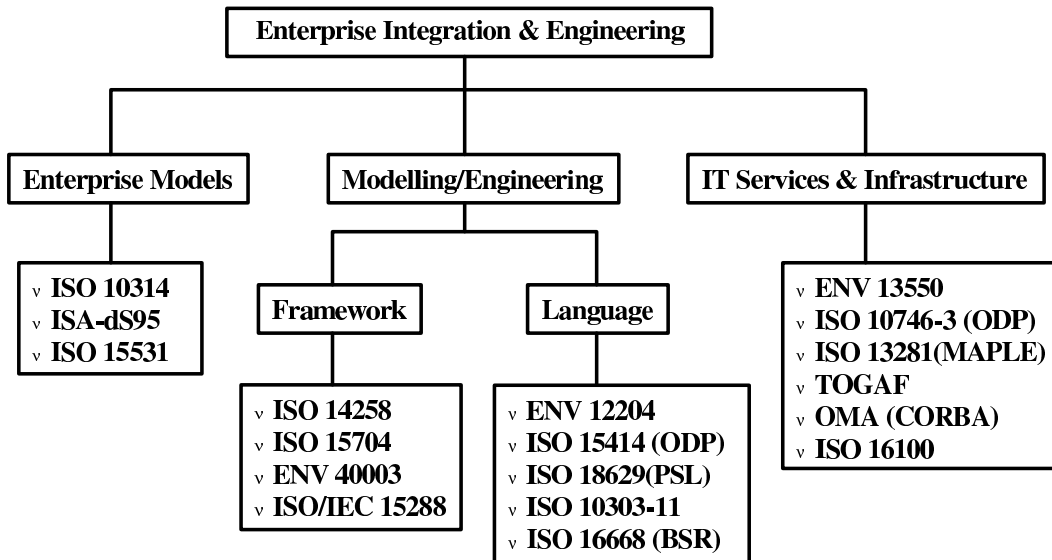 Enterprise Integration & Engineering
Enterprise Models
Modelling/Engineering
IT Services & Infrastructure
ν ISO 10314
ν ISA-dS95
ν ISO 15531
Framework
Language
ν ISO 14258
ν ISO 15704
ν ENV 40003
ν ISO/IEC 15288
ν ENV 12204
ν ISO 15414 (ODP)
ν ISO 18629(PSL)
ν ISO 10303-11
ν ISO 16668 (BSR)
ν ENV 13550
ν ISO 10746-3 (ODP)
ν ISO 13281(MAPLE)
ν TOGAF
ν OMA (CORBA)
ν ISO 16100